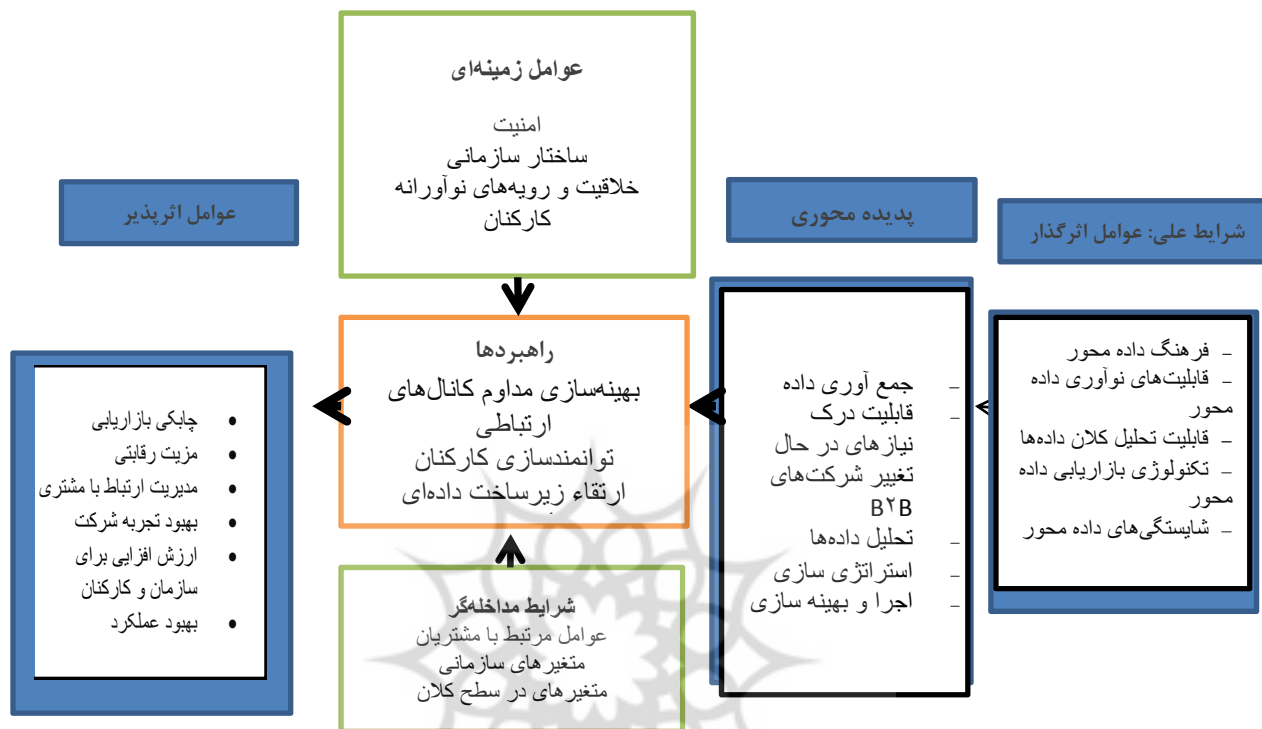 شرایط علی: عوامل اثرگذار
– فرهنگ داده محور
– قابلیت‌های نوآوری داده
محور
– قابلیت تحلیل کلان داده‌ها
– تکنولوژی بازاریابی داده
محور
– شایستگی‌های داده محور
پدیده محوری
– جمع آوری داده
– قابلیت درک
نیازهای در حال
تغییر شرکت‌های
B۲B
– تحلیل داده‌ها
– استراتژی سازی
– اجرا و بهینه سازی
عوامل زمینه‌ای
امنیت
ساختار سازمانی
خلاقیت و رویه‌های نوآورانه
کارکنان
راهبردها
بهینه‌سازی مداوم کانال‌های
ارتباطی
توانمندسازی کارکنان
ارتقاء زیرساخت داده‌ای
شرایط مداخله‌گر
عوامل مرتبط با مشتریان
متغیرهای سازمانی
متغیرهای در سطح کلان
عوامل اثرپذیر
• چابکی بازاریابی
• مزیت رقابتی
• مدیریت ارتباط با مشتری
• بهبود تجربه شرکت
• ارزش افزایی برای
سازمان و کارکنان
• بهبود عملکرد